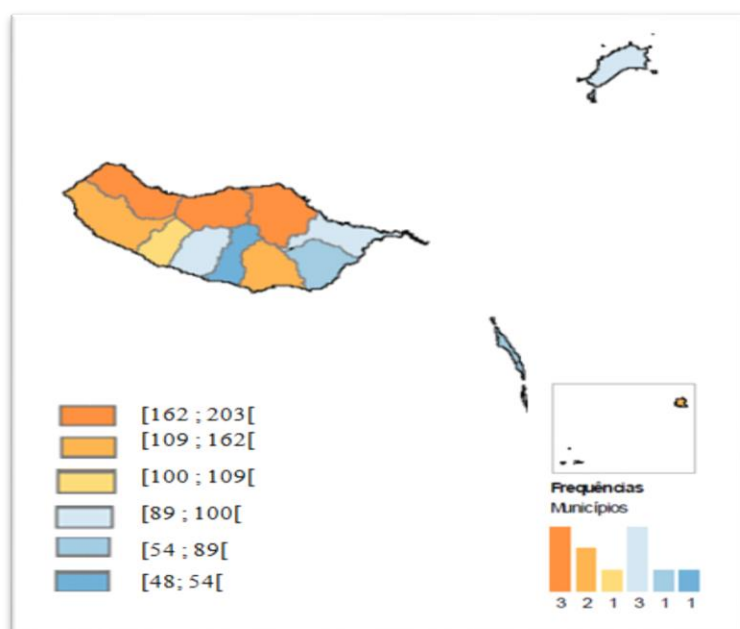 [162 ; 203[
[109 ; 162[
[100 ; 109[
[89 ; 100[
[54 ; 89[
[48; 54[
Frequências
Municípios
3 2 1 3 1 1